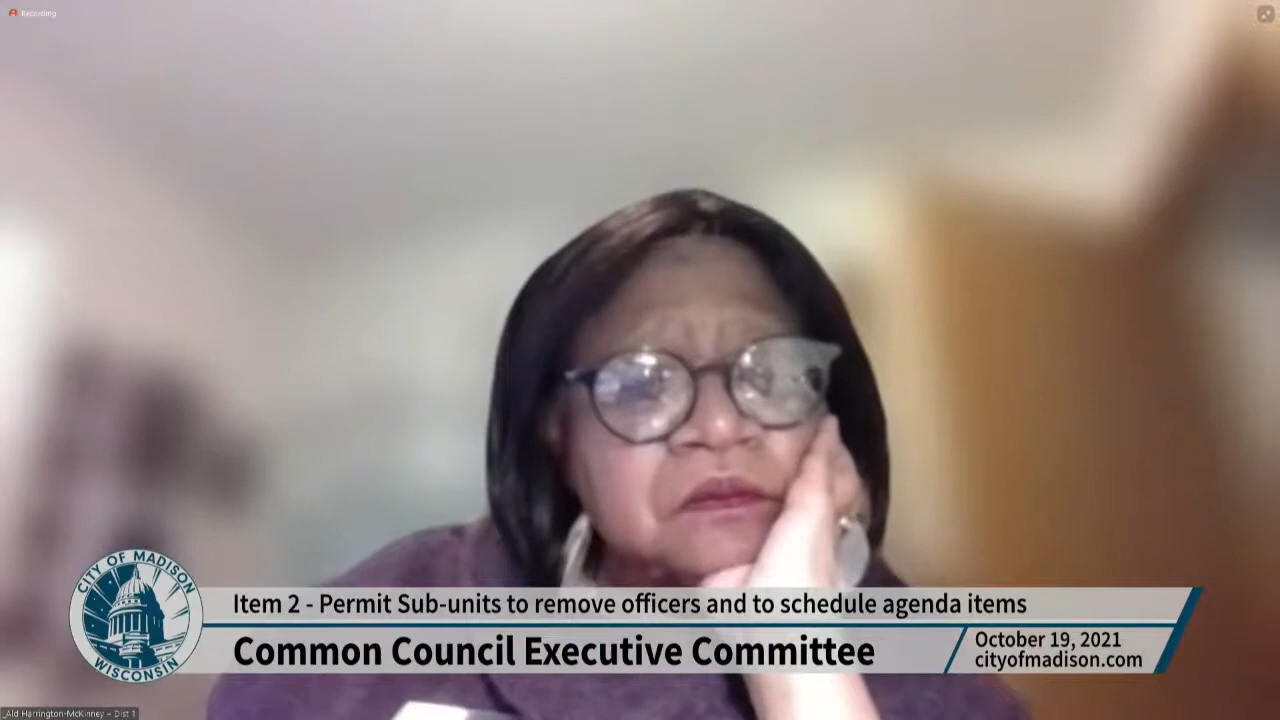 Recording
CITY OF MADISON
WISCONSIN
Item 2 - Permit Sub-units to remove officers and to schedule agenda items
Common Council Executive Committee
October 19, 2021
cityofmadison.com
_Ald Harrington-McKinney - Dist 1